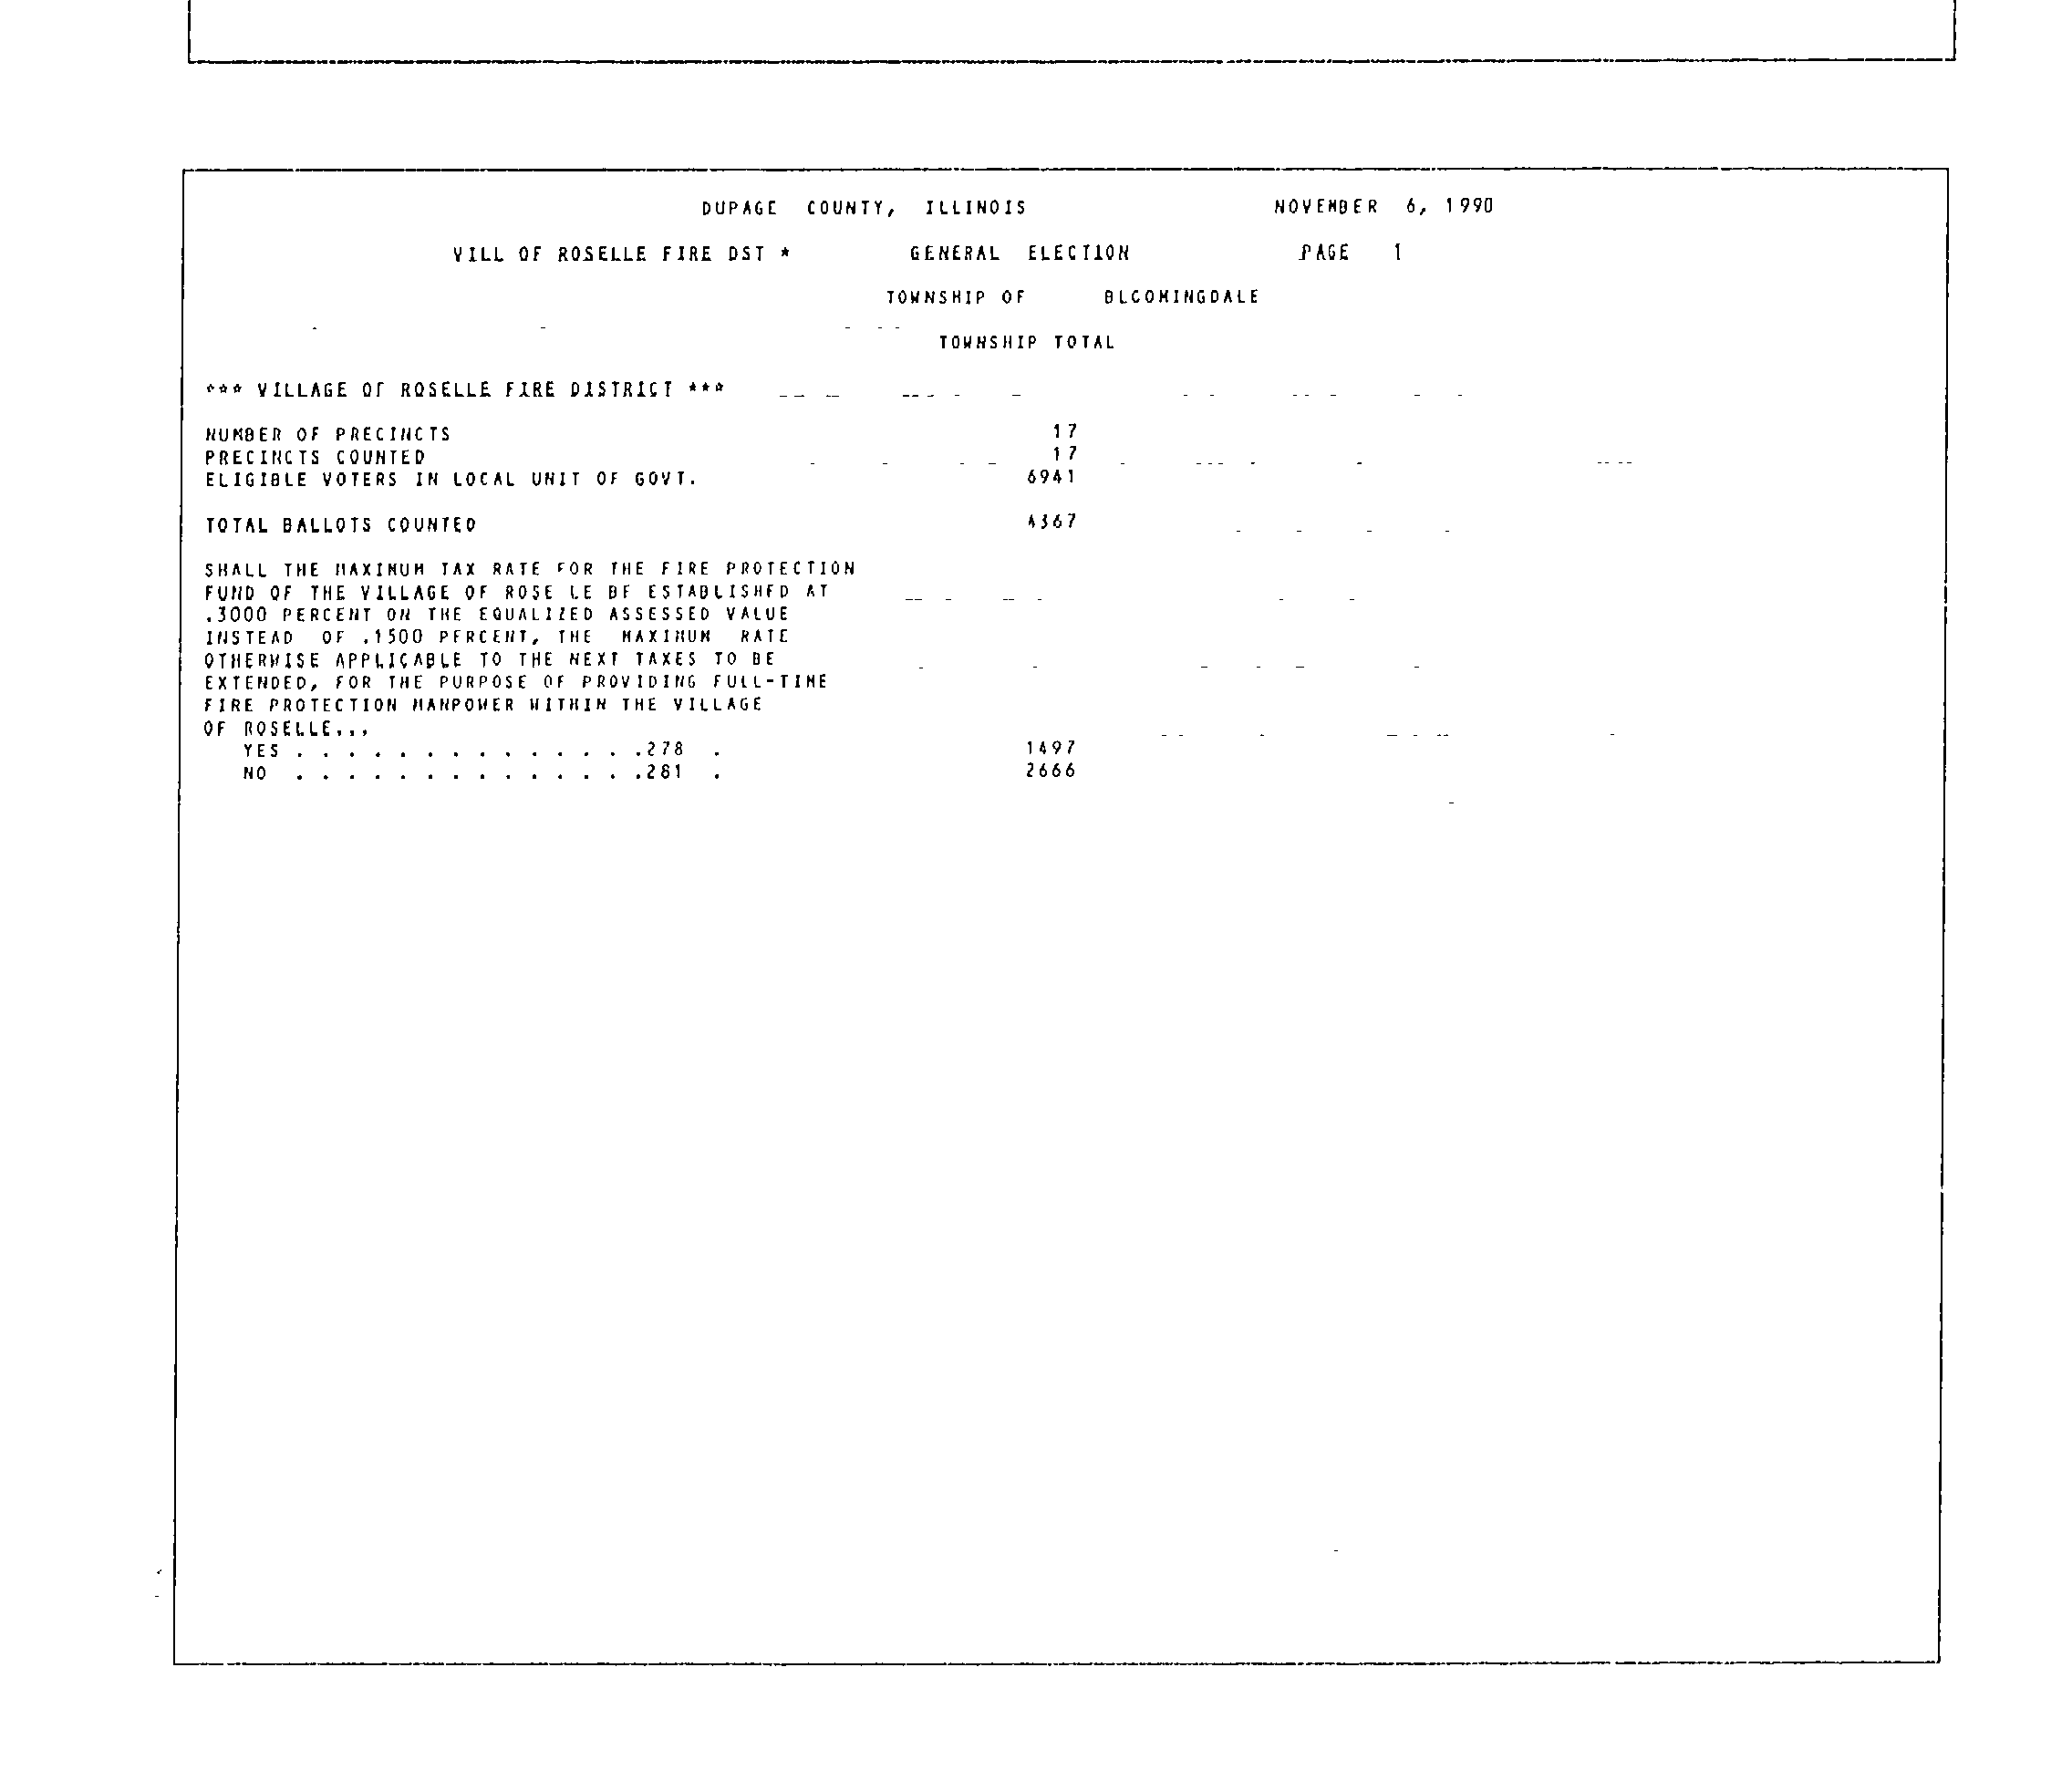 DUPAGE COUNTY, ILLINOIS NOVEMBER 6, 1990
VILL OF ROSELLE FIRE DST * GENERAL ELECTION PAGE 1
TOWNSHIP OF BLCOMINGDALE
TOWNSHIP TOTAL
*** VILLAGE OF ROSELLE FIRE DISTRICT ***
NUMBER OF PRECINCTS 17
PRECINCTS COUNTED 17
ELIGIBLE VOTERS IN LOCAL UNIT OF GOVT. 6941
TOTAL BALLOTS COUNTED 4367
SHALL THE MAXIMUM TAX RATE FOR THE FIRE PROTECTION
FUND OF THE VILLAGE OF ROSE LE BE ESTABLISHED AT
.3000 PERCENT ON THE EQUALIZED ASSESSED VALUE
INSTEAD OF .1500 PERCENT, THE MAXIMUM RATE
OTHERWISE APPLICABLE TO THE NEXT TAXES TO BE
EXTENDED, FOR THE PURPOSE OF PROVIDING FULL-TIME
FIRE PROTECTION MANPOWER WITHIN THE VILLAGE
OF ROSELLE...
YES . . . . . . . . . . . . . .278 . 1497
NO . . . . . . . . . . . . . .281 . 2666